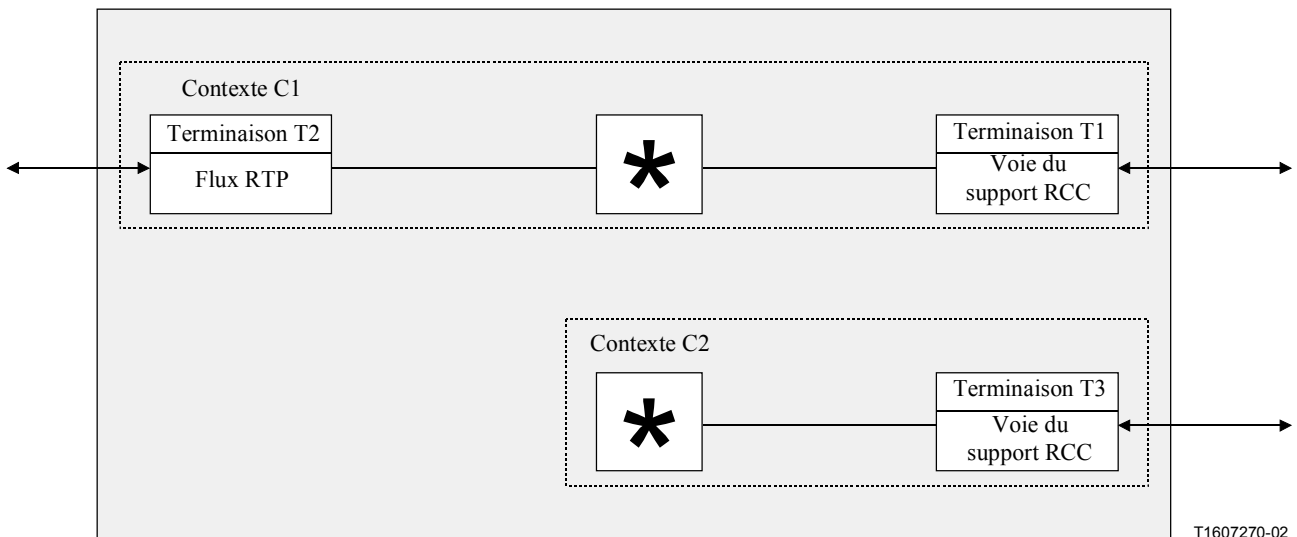 Contexte C1
Terminaison T2
Flux RTP
*
Terminaison T1
Voie du
support RCC
Contexte C2
*
Terminaison T3
Voie du
support RCC
T1607270-02